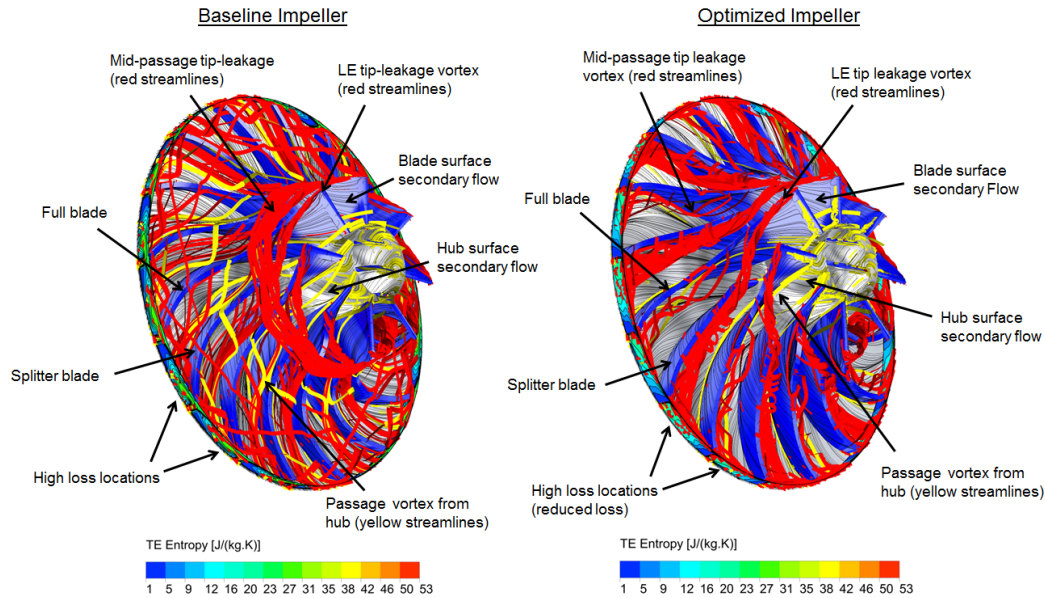 Baseline Impeller
Mid-passage tip-leakage
(red streamlines)
LE tip-leakage vortex
(red streamlines)
Blade surface
secondary flow
Full blade
Hub surface
secondary flow
Splitter blade
High loss locations
Passage vortex from
hub (yellow streamlines)
TE Entropy [J/(kg.K)]
1 5 9 12 16 20 23 27 31 35 38 42 46 50 53
Optimized Impeller
Mid-passage tip leakage
vortex (red streamlines)
LE tip leakage vortex
(red streamlines)
Blade surface
secondary Flow
Full blade
Hub surface
secondary flow
Splitter blade
High loss locations
(reduced loss)
Passage vortex from
hub (yellow streamlines)
TE Entropy [J/(kg.K)]
1 5 9 12 16 20 23 27 31 35 38 42 46 50 53